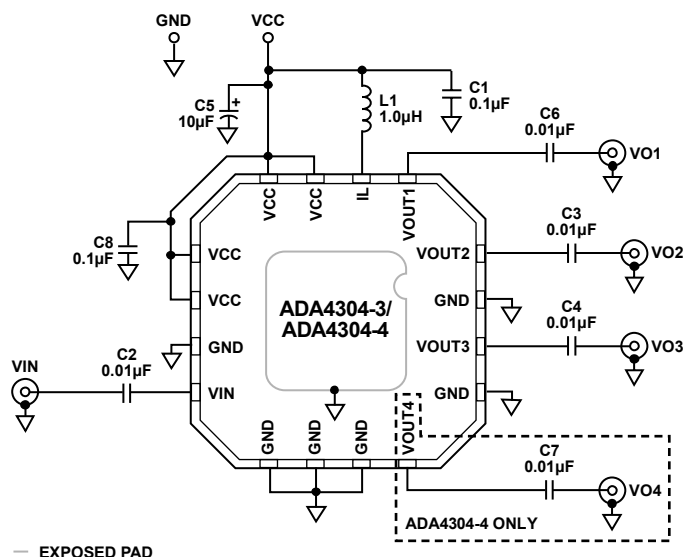 GND
VCC
C5
10µF
+
L1
1.0µH
C1
0.1µF
C6
0.01µF
VO1
VCC
VCC
IL
VOUT1
C8
0.1µF
VCC
VCC
GND
VIN
VOUT2
GND
VOUT3
GND
ADA4304-3/
ADA4304-4
C3
0.01µF
VO2
C4
0.01µF
VO3
VIN
C2
0.01µF
GND
GND
GND
VOUT4
C7
0.01µF
VO4
ADA4304-4 ONLY
EXPOSED PAD